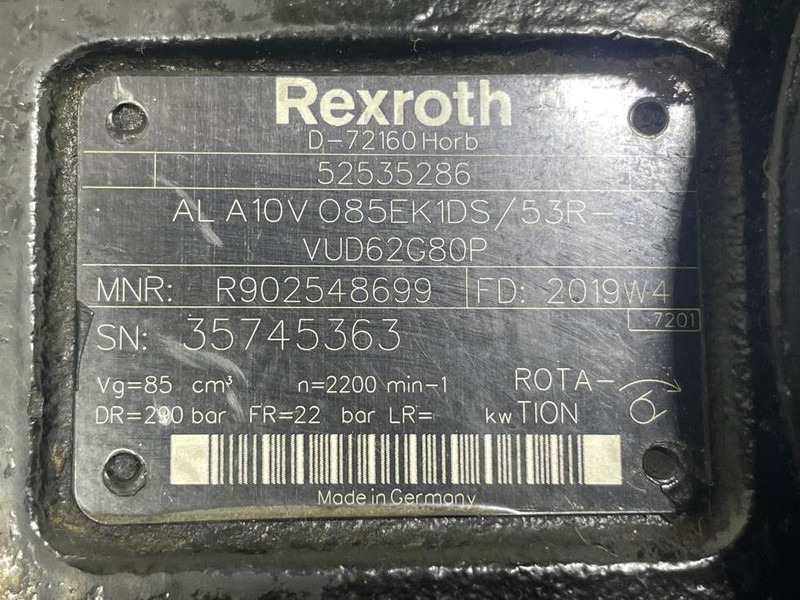 Rexroth
D-72160 Horb
52535286
AL A10V O85EK1DS/53R-
VUD62G80P
MNR: R902548699 FD: 2019W4
7201
SN: 35745363
Vg=85 cm³ n=2200 min-1 ROTA-
DR=290 bar FR=22 bar LR= kw TION
Made in Germany